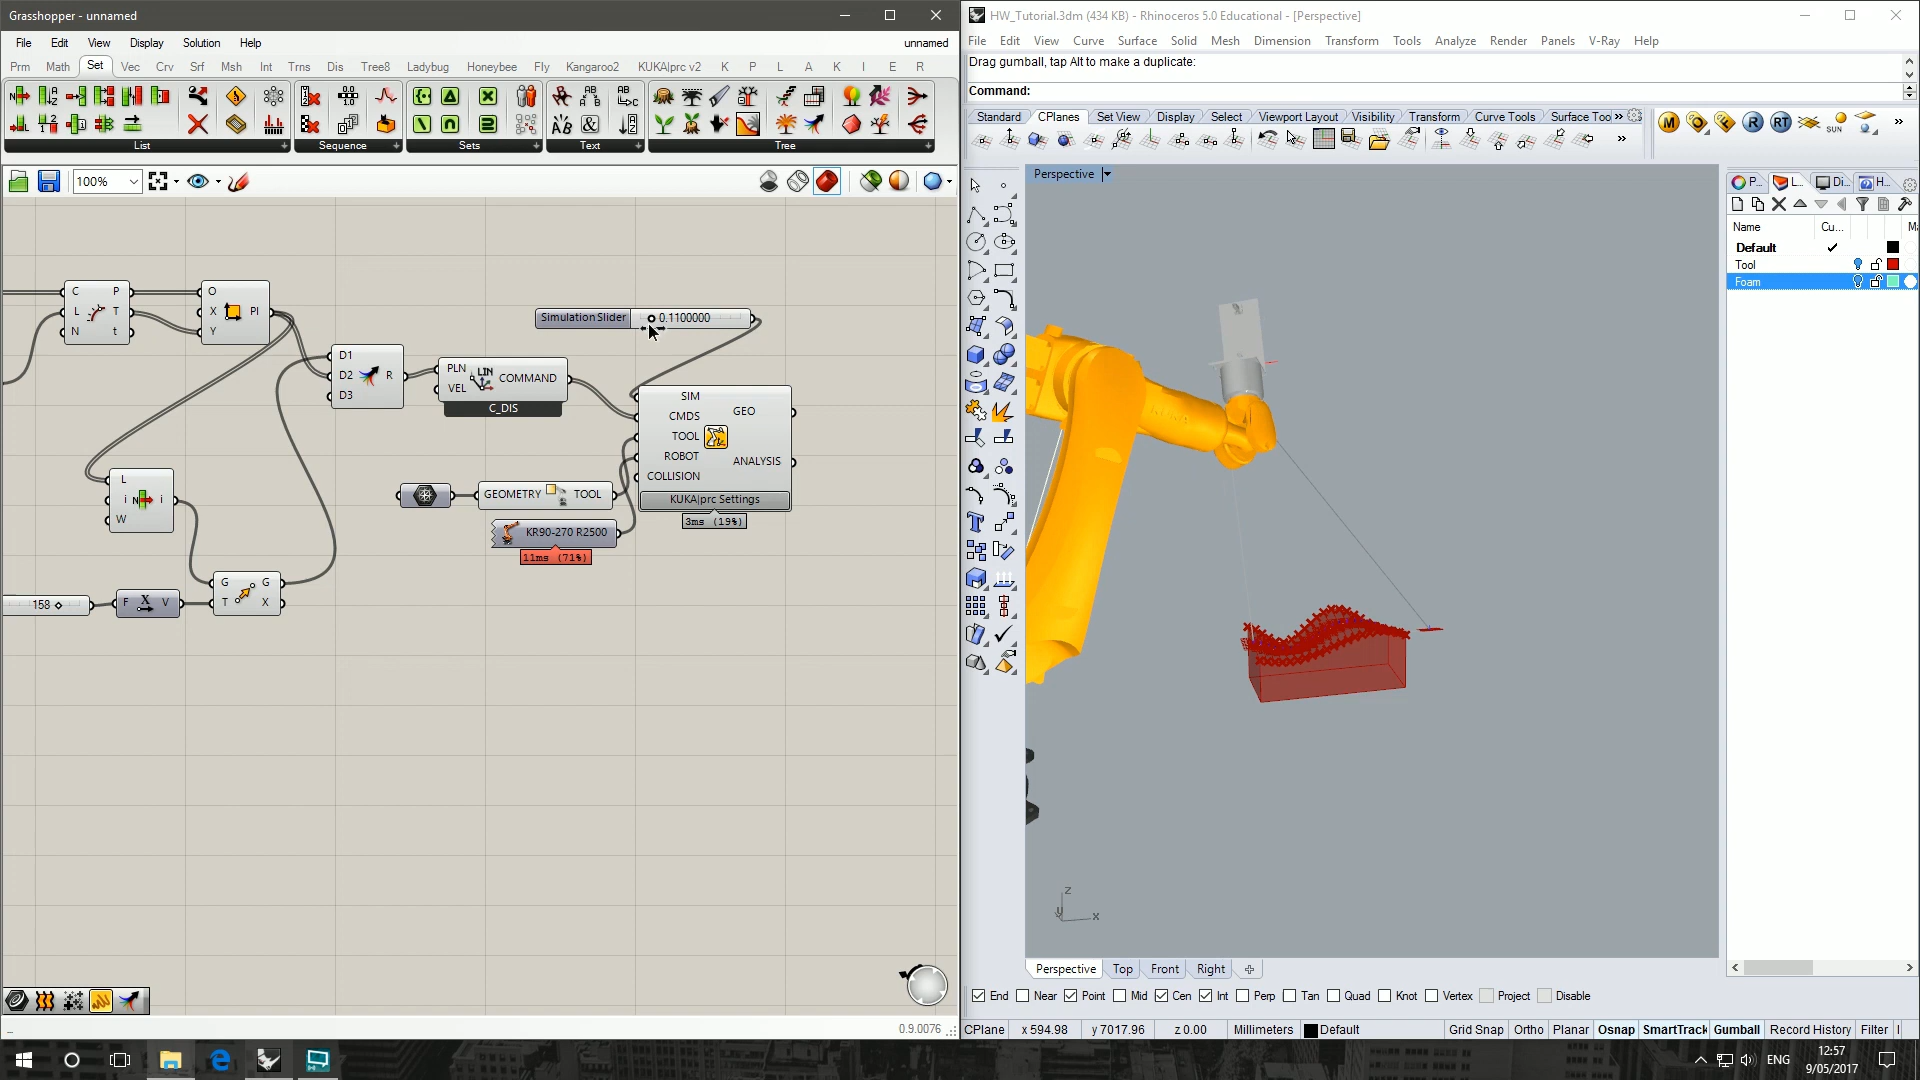 Grasshopper - unnamed
File Edit View Display Solution Help
unnamed
Prm Math Set Vec Crv Srf Msh Int Trns Dis Tree8 Ladybug Honeybee Fly Kangaroo2 KUKA|prc v2 K P L A K I E R
List Sequence Sets Text Tree
100%
C P
L T
N t
O
X Pl
Y
D1
D2 R
D3
PLN
VEL
LIN
COMMAND
C_DIS
Simulation Slider 0.1100000
SIM
CMDS
TOOL
ROBOT
COLLISION
GEO
ANALYSIS
KUKA|prc Settings
3ms (19%)
GEOMETRY TOOL
KR90-270 R2500
11ms (71%)
L
i i
W
158
F X V
G G
T X
0.9.0076
HW_Tutorial.3dm (434 KB) - Rhinoceros 5.0 Educational - [Perspective]
File Edit View Curve Surface Solid Mesh Dimension Transform Tools Analyze Render Panels V-Ray Help
Drag gumball, tap Alt to make a duplicate:
Command:
Standard CPlanes Set View Display Select Viewport Layout Visibility Transform Curve Tools Surface Too »
M R RT SUN »
Perspective
P... L... Di... H...
Name Cu... M
Default
Tool
Foam
z
y x
Perspective Top Front Right
End Near Point Mid Cen Int Perp Tan Quad Knot Vertex Project Disable
CPlane x 594.98 y 7017.96 z 0.00 Millimeters Default Grid Snap Ortho Planar Osnap SmartTrack Gumball Record History Filter
ENG
12:57
9/05/2017